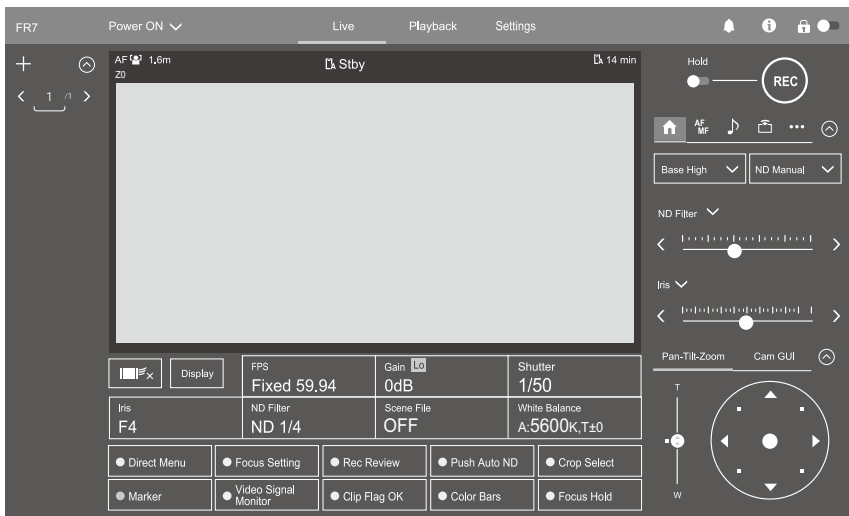 FR7
Power ON
Live
Playback
Settings
1
/1
AF 1.6m
Stby
14 min
Z0
Hold
REC
AF
MF
Base High
ND Manual
ND Filter
Iris
Pan-Tilt-Zoom
Cam GUI
T
W
Display
FPS
Fixed 59.94
Gain Lo
0dB
Shutter
1/50
Iris
F4
ND Filter
ND 1/4
Scene File
OFF
White Balance
A:5600K,T±0
Direct Menu
Focus Setting
Rec Review
Push Auto ND
Crop Select
Marker
Video Signal
Monitor
Clip Flag OK
Color Bars
Focus Hold